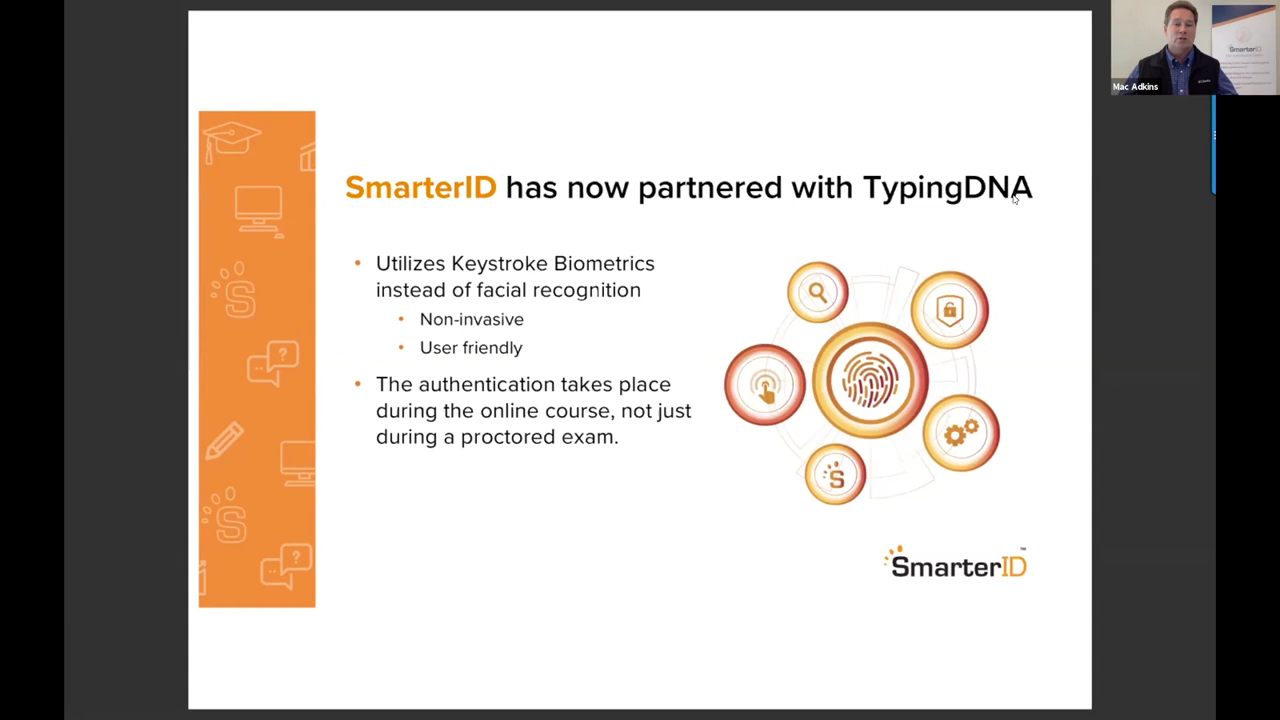 Mac Adkins
SmarterID
SmarterID has now partnered with TypingDNA
• Utilizes Keystroke Biometrics
instead of facial recognition
• Non-invasive
• User friendly
• The authentication takes place
during the online course, not just
during a proctored exam.
S
SmarterID™